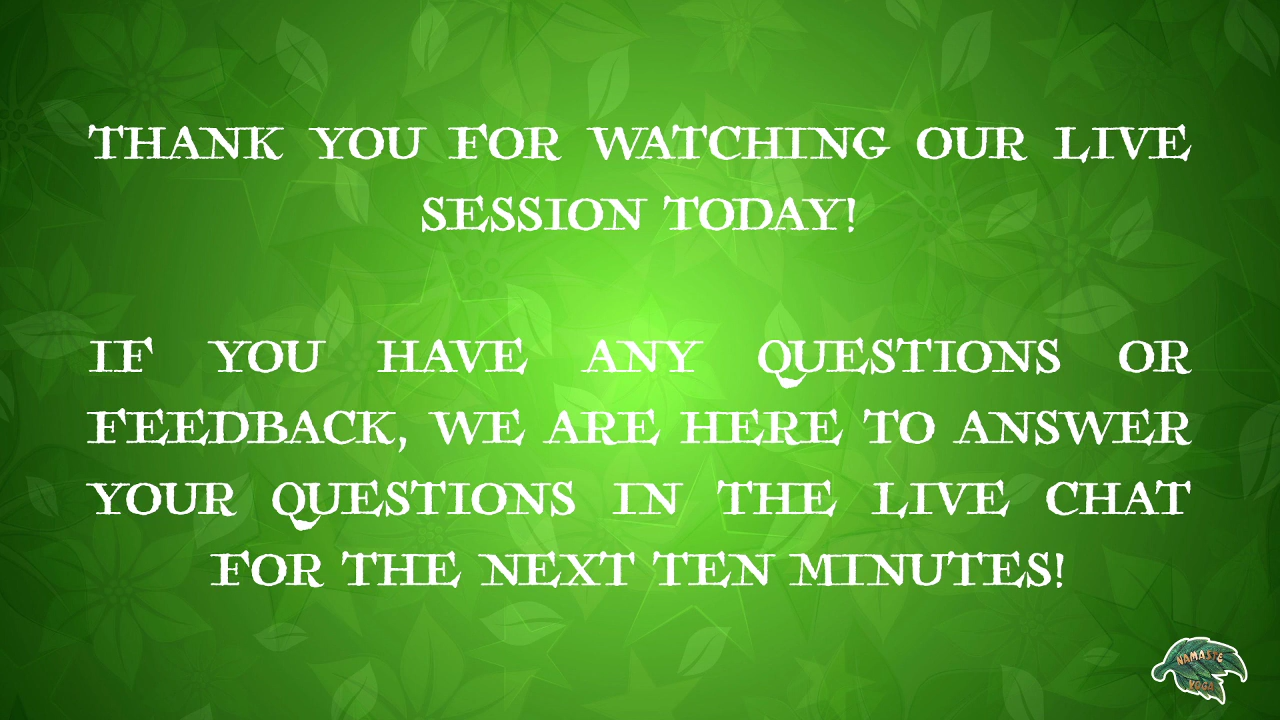 THANK YOU FOR WATCHING OUR LIVE
SESSION TODAY!
IF YOU HAVE ANY QUESTIONS OR
FEEDBACK, WE ARE HERE TO ANSWER
YOUR QUESTIONS IN THE LIVE CHAT
FOR THE NEXT TEN MINUTES!
NAMASTE
YOGA